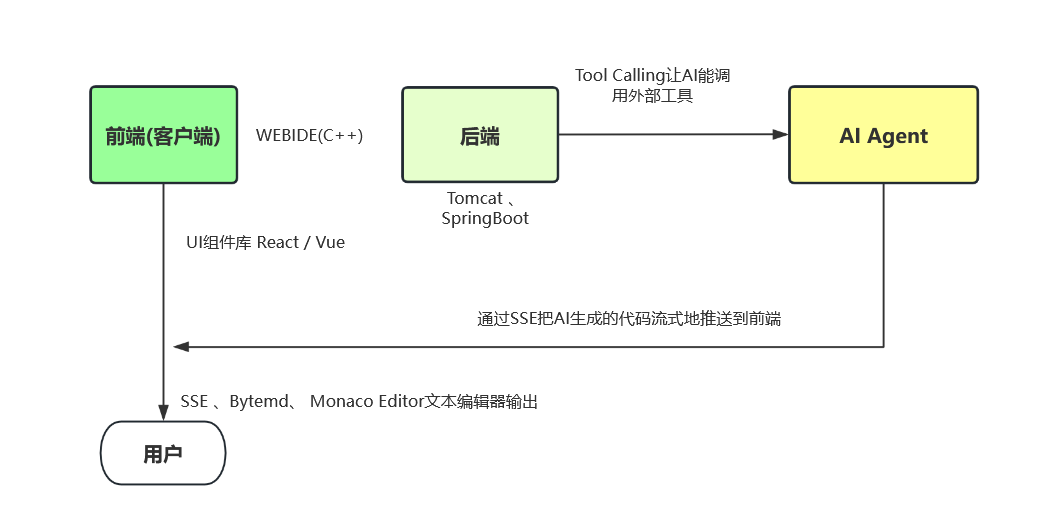 Tool Calling让AI能调
用外部工具
前端(客户端)
WEBIDE(C++)
后端
AI Agent
Tomcat 、
SpringBoot
UI组件库 React / Vue
通过SSE把AI生成的代码流式地推送到前端
SSE 、Bytemd、 Monaco Editor文本编辑器输出
用户